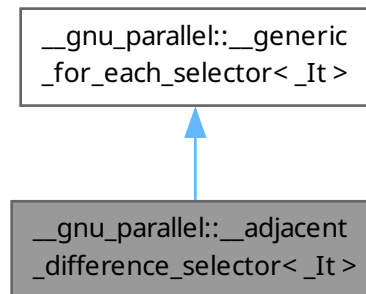 __gnu_parallel::__generic
_for_each_selector< _It >
__gnu_parallel::__adjacent
_difference_selector< _It >